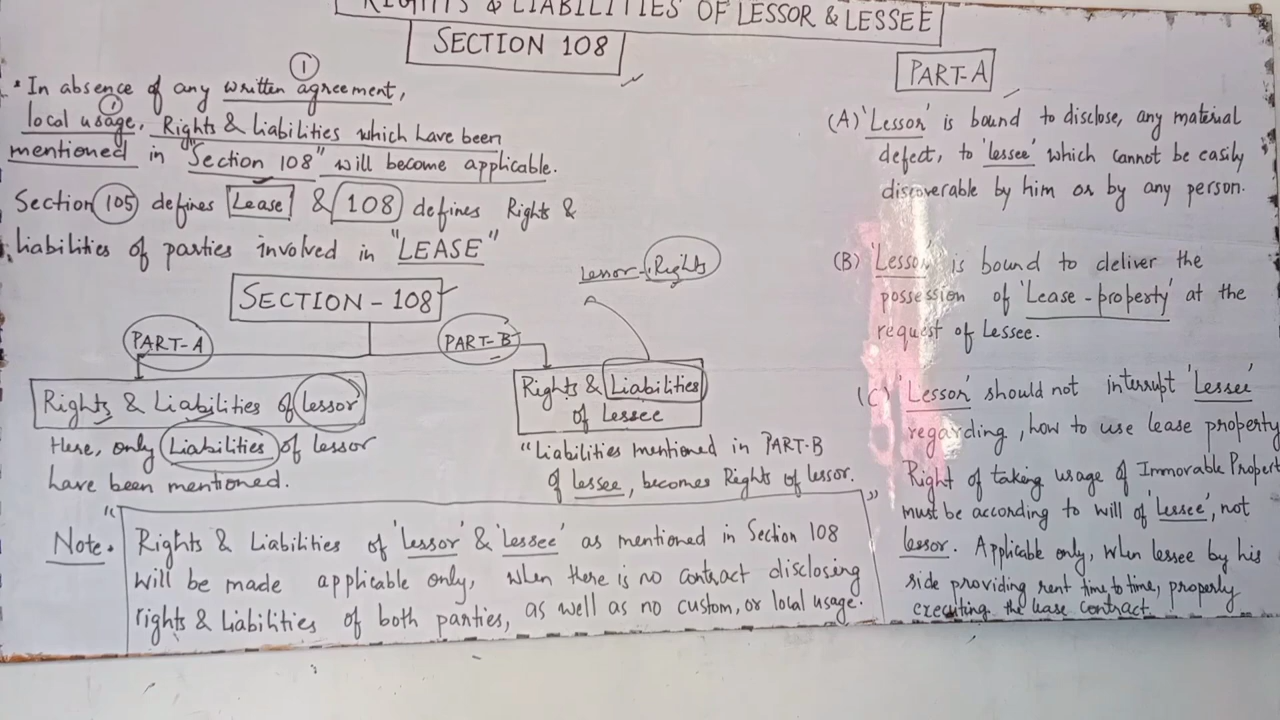 RIGHTS & LIABILITIES OF LESSOR & LESSEE
SECTION 108
①
• In absence of any written agreement,
①
local usage, Rights & Liabilities which have been
mentioned in "Section 108" will become applicable.
Section 105 defines Lease & 108 defines Rights &
Liabilities of parties involved in "LEASE"
Lessor - Rights
SECTION - 108
PART-A
PART-B
Rights & Liabilities of lessor
Here, only Liabilities of lessor
have been mentioned.
Rights & Liabilities
of Lessee
"Liabilities mentioned in PART-B
of lessee, becomes Rights of lessor."
Note. "Rights & Liabilities of 'lessor' & 'lessee' as mentioned in Section 108
will be made applicable only, when there is no contract disclosing
rights & Liabilities of both parties, as well as no custom, or local usage.
PART-A
(A) 'Lessor' is bound to disclose, any material
defect, to 'lessee' which cannot be easily
discoverable by him or by any person.
(B) 'Lessor' is bound to deliver the
possession of 'Lease-property' at the
request of Lessee.
(C) 'Lessor' should not interrupt 'Lessee'
regarding, how to use lease property
Right of taking usage of Immovable Propert
must be according to will of 'lessee', not
lessor. Applicable only, when lessee by his
side providing rent time to time, properly
executing the lease contract.